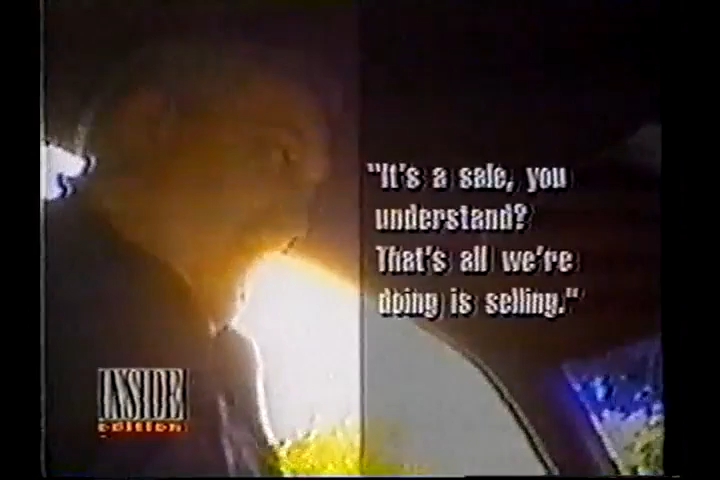 "It's a sale, you
understand?
That's all we're
doing is selling."
INSIDE
edition